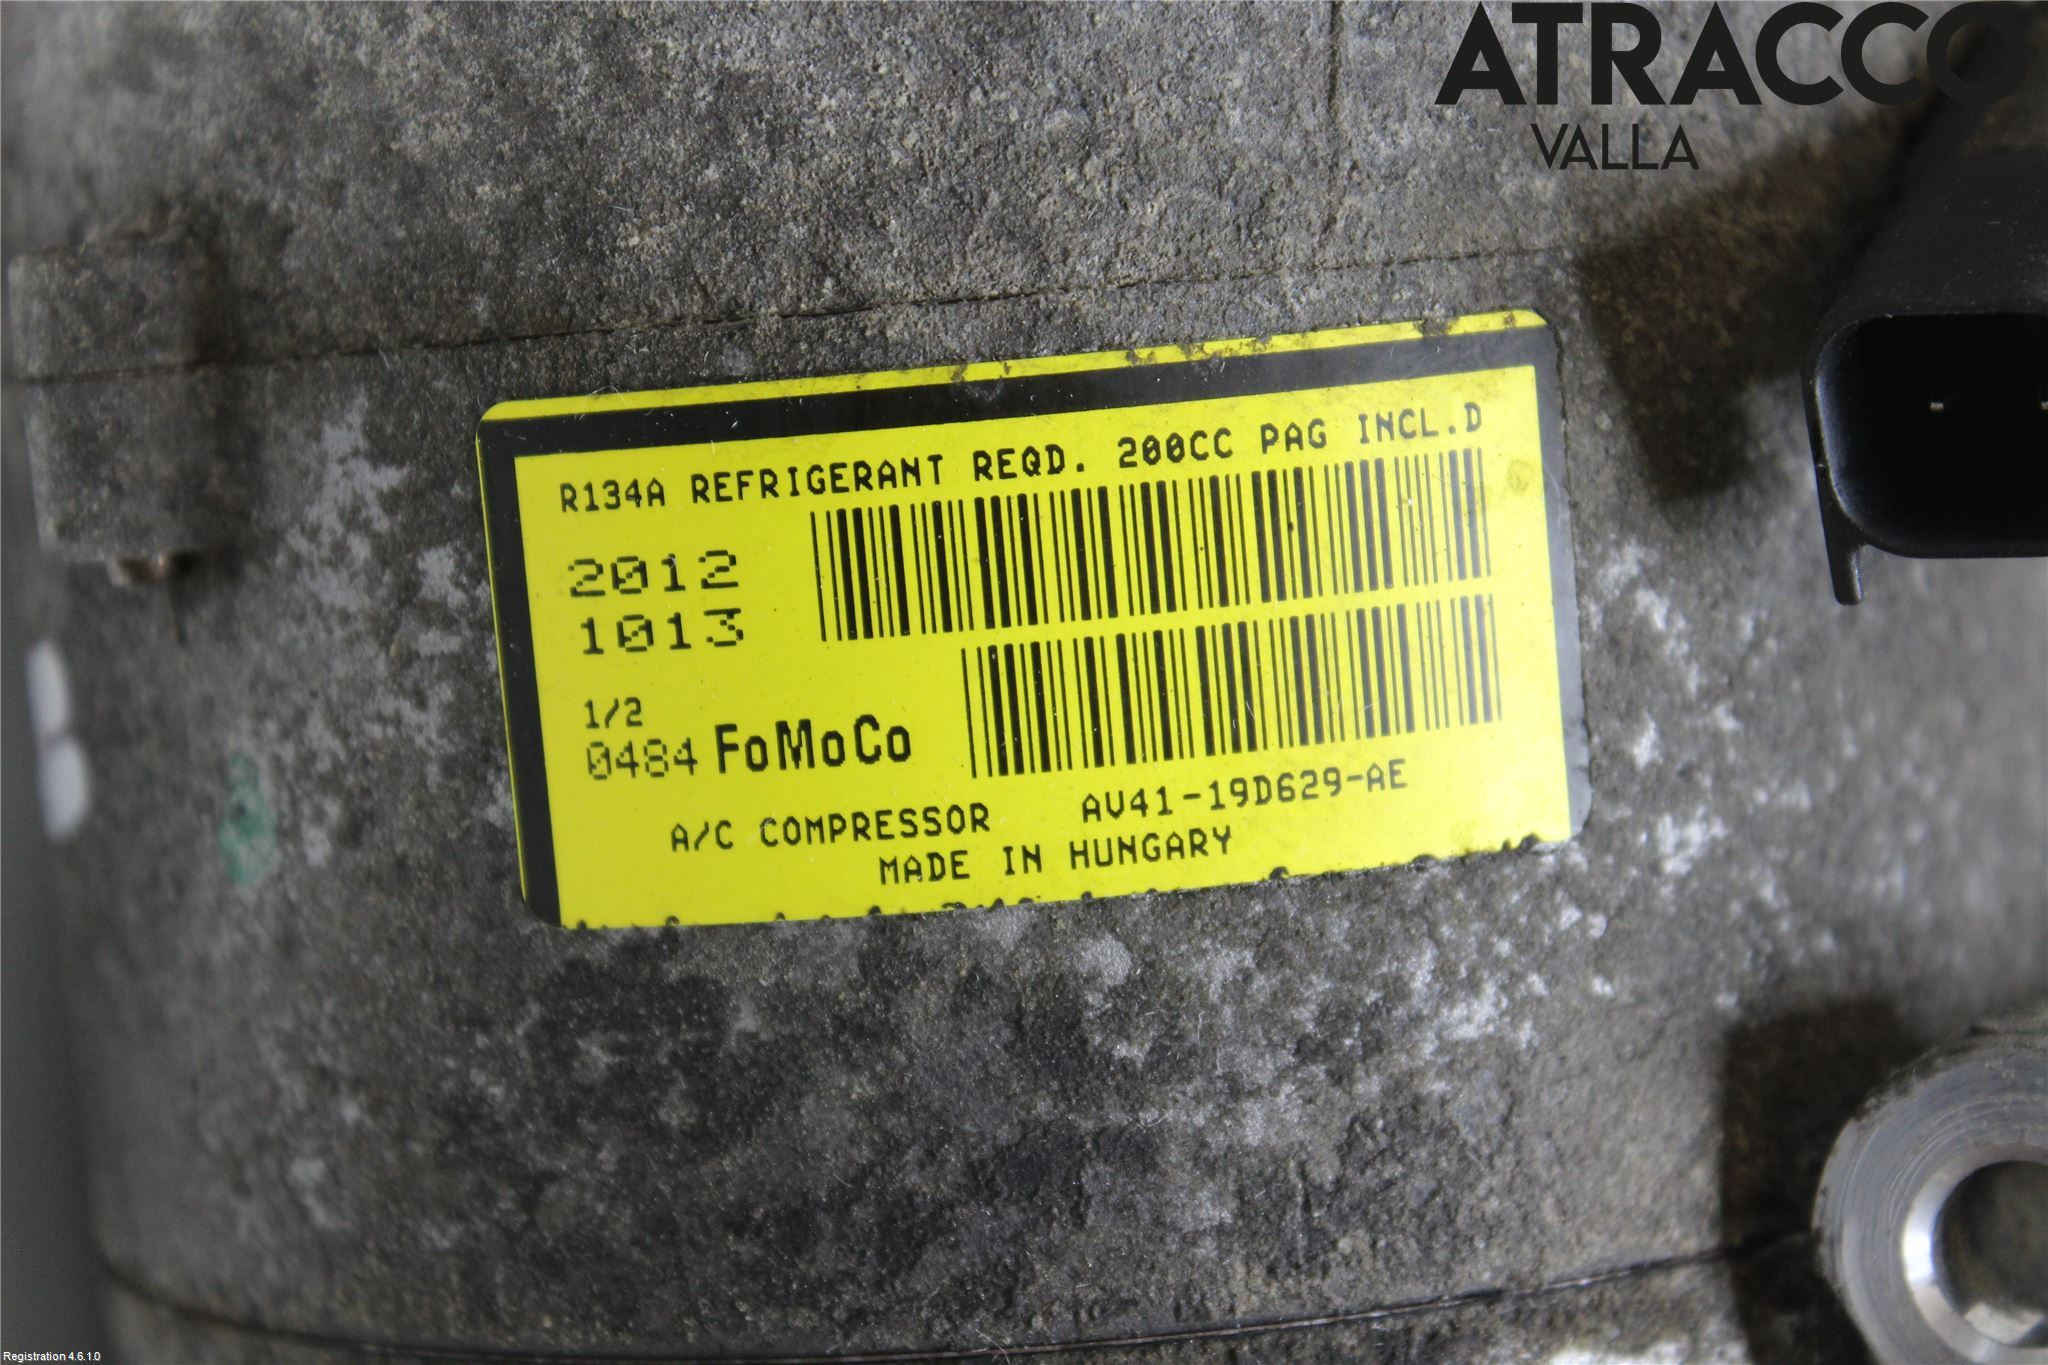 ATRACCO
VALLA
R134A REFRIGERANT REQD. 200CC PAG INCL.D
2012
1013
1/2
0484 FoMoCo
A/C COMPRESSOR AV41-19D629-AE
MADE IN HUNGARY
Registration 4.6.1.0